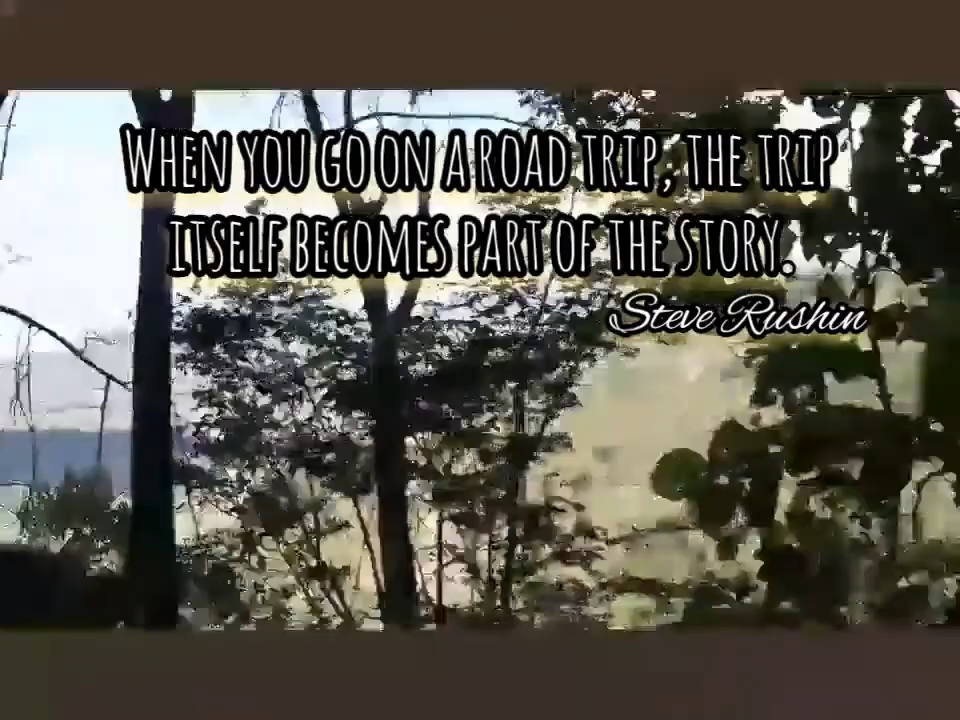 When you go on a road trip, the trip
itself becomes part of the story.
Steve Rushin